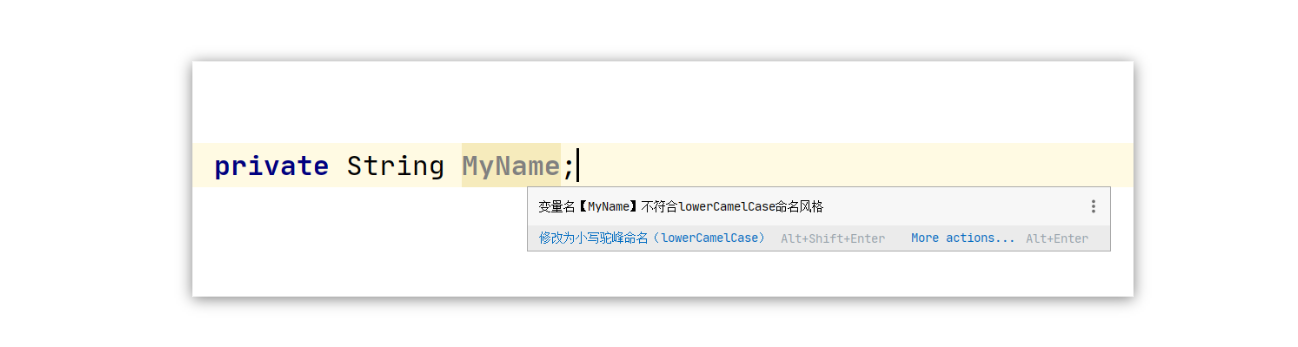 private String MyName;
变量名【MyName】不符合lowerCamelCase命名风格
修改为小写驼峰命名（lowerCamelCase） Alt+Shift+Enter More actions... Alt+Enter